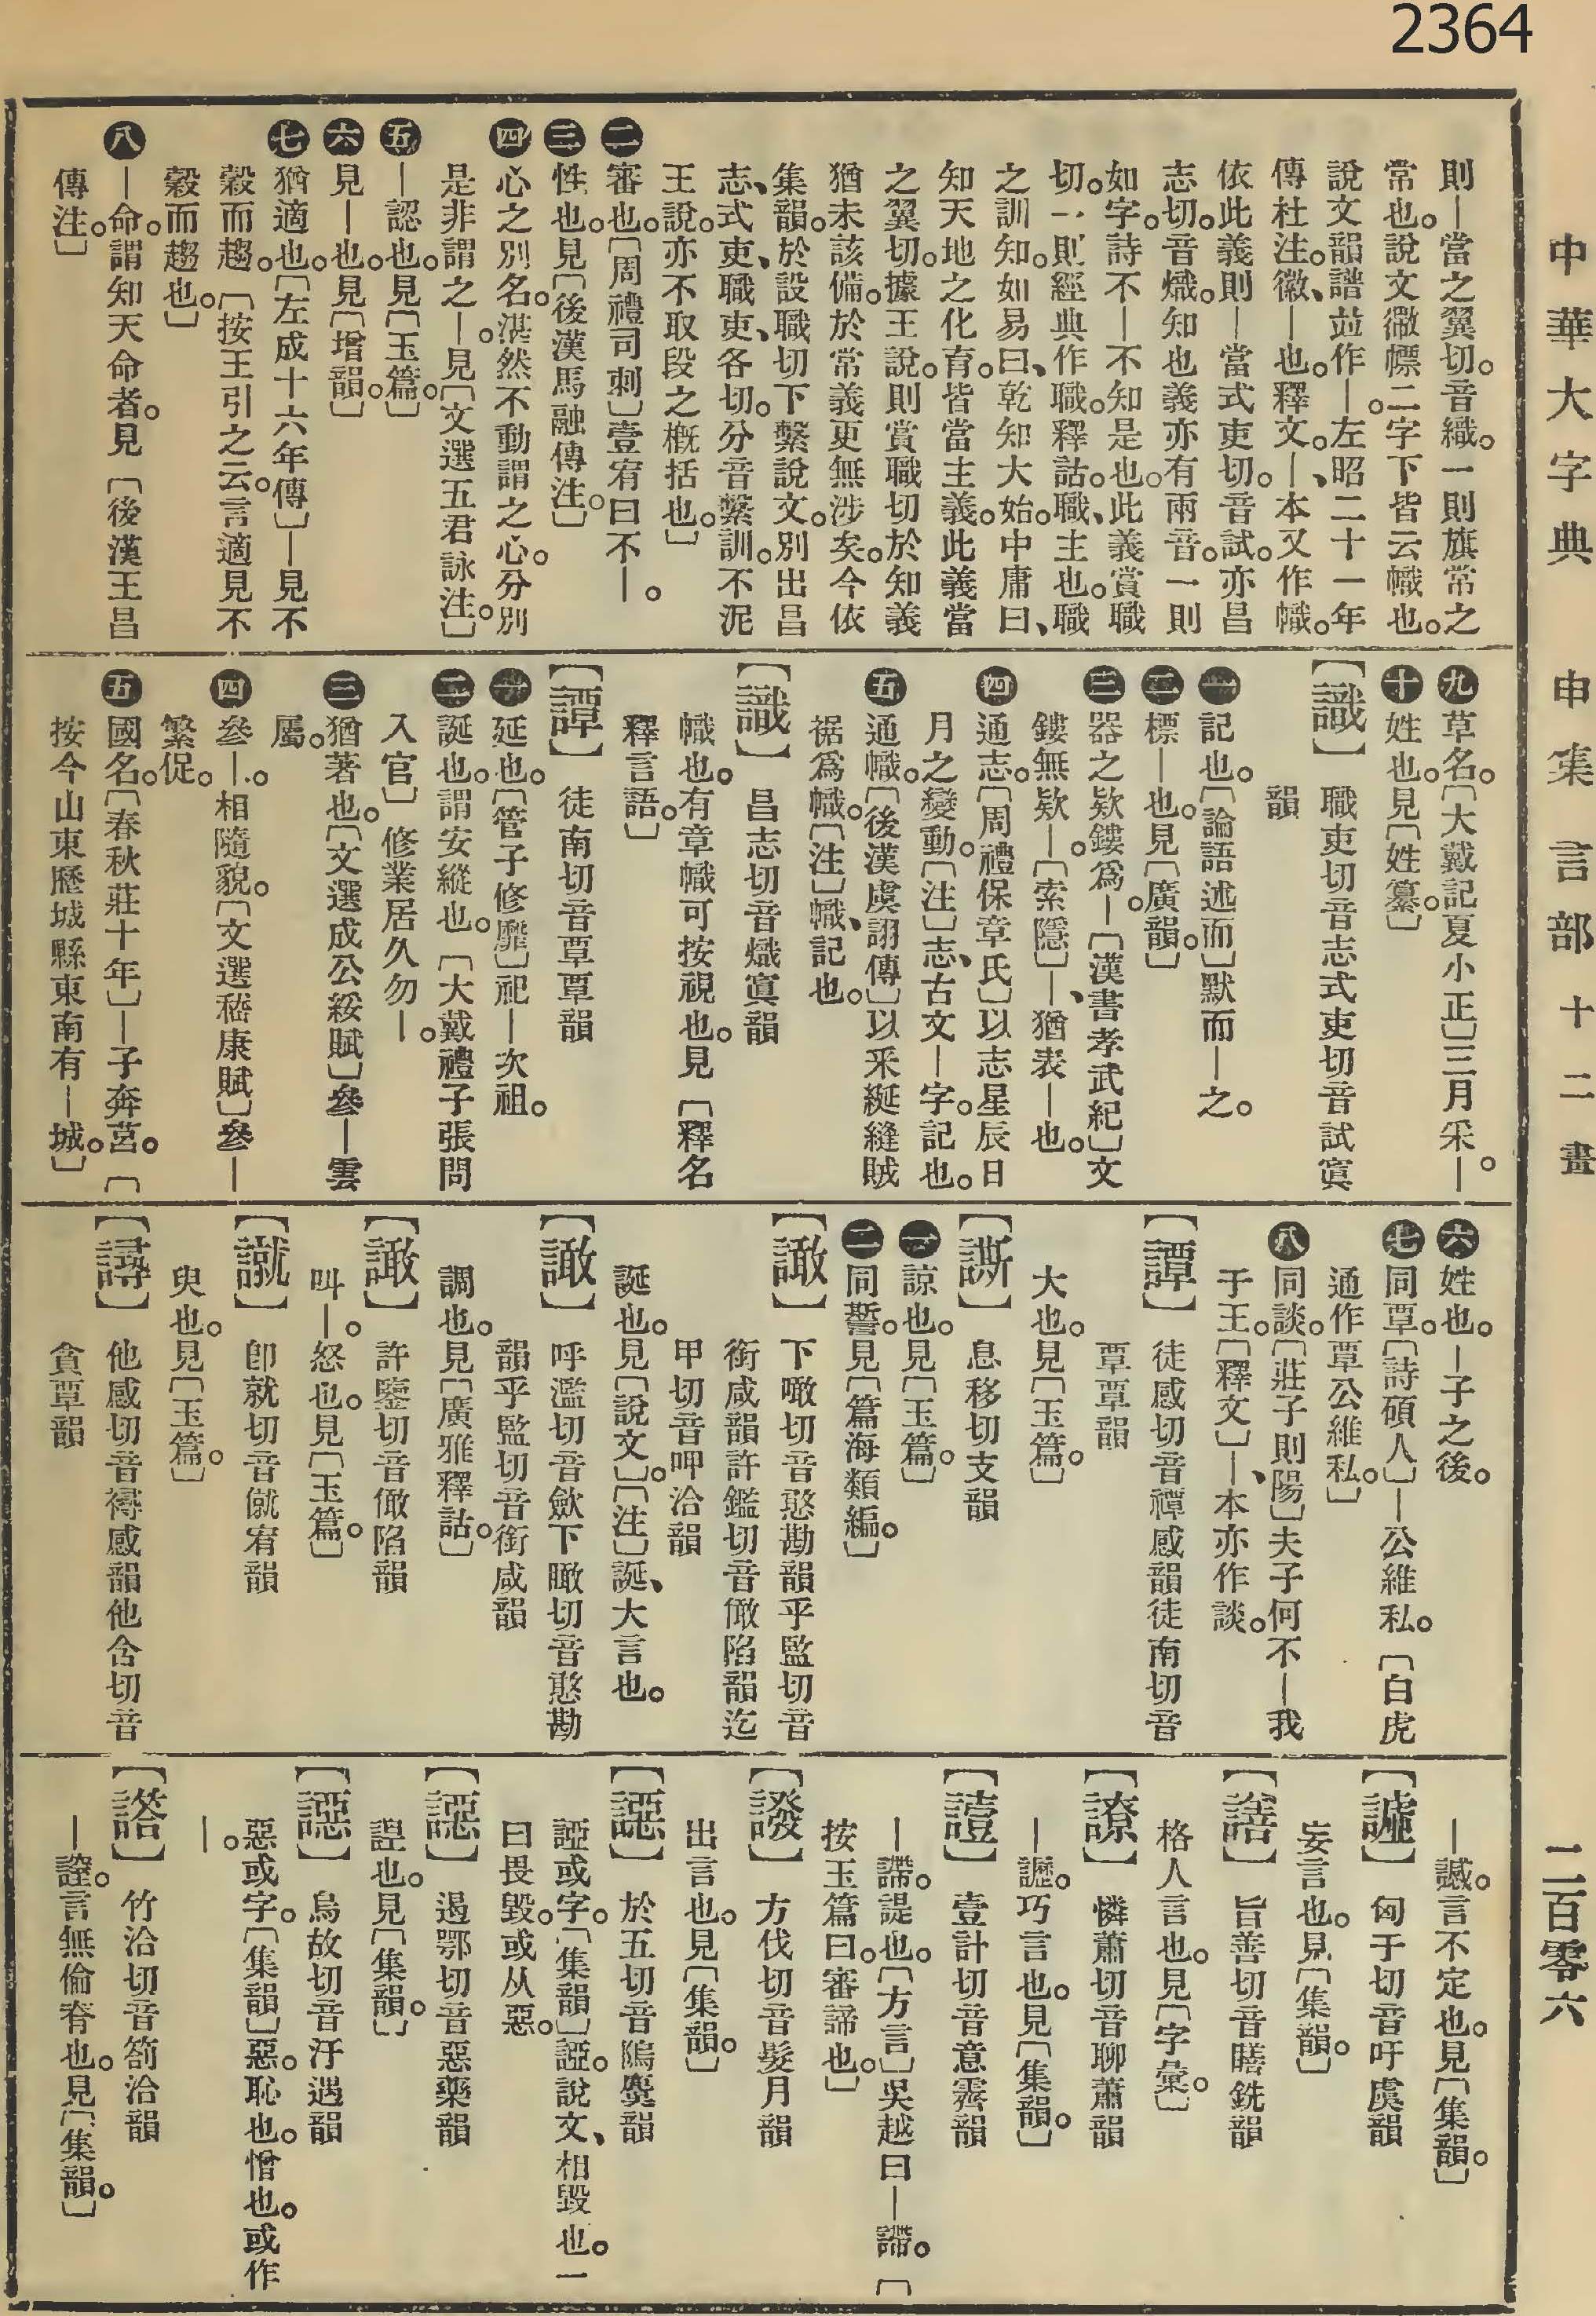 2364
中華大字典 申集 言部 十二畫 二百零六
則—當之翼切。音織。一則旗常之
常也。說文微幖二字下皆云幟也。
說文韻譜並作—。左昭二十一年
傳杜注。徽、—也。釋文。—、本又作幟。
依此義則—當式吏切。音試。亦昌
志切。音熾。知也義亦有兩音。一則
如字。詩不—不知是也。此義賞職
切。一則經典作職。釋詁。職、主也。職
之訓知。如易曰、乾知大始。中庸曰、
知天地之化育。皆當主義。此義當
之翼切。據王說。則賞職切於知義
猶未該備。於常義更無涉矣。今依
集韻。於設職切下繫說文。別出昌
志、式吏、職吏、各切。分音繫訓。不泥
王說。亦不取段之概括也。〕
二 審也。〔周禮司刺〕壹宥曰不—。
三 性也。見〔後漢馬融傳注。〕
四 心之別名。湛然不動謂之心。分別
是非謂之—。見〔文選五君詠注。〕
五 —認也。見〔玉篇。〕
六 見—也。見〔增韻。〕
七 猶適也。〔左成十六年傳〕—見不
穀而趨。〔按王引之云。言適見不
穀而趨也。〕
八 —命。謂知天命者。見〔後漢王昌
傳注。〕
九 草名。〔大戴記夏小正〕三月采—。
十 姓也。見〔姓纂。〕
〔識〕 職吏切音志式吏切音試寘
韻
一 記也。〔論語述而〕默而—之。
二 標—也。見〔廣韻。〕
三 器之欵鏤爲—。〔漢書孝武紀〕文
鏤無欵—。〔索隱〕—、猶表—也。
四 通志。〔周禮保章氏〕以志星辰日
月之變動。〔注〕志、古文—字。記也。
五 通幟。〔後漢虞詡傳〕以采綖縫賊
裾爲幟。〔注〕幟、記也。
〔識〕 昌志切音熾寘韻
幟也。有章幟可按視也。見〔釋名
釋言語。〕
〔譚〕 徒南切音覃覃韻
一 延也。〔管子修靡〕祀—次祖。
二 誕也。謂安縱也。〔大戴禮子張問
入官〕修業居久勿—。
三 猶著也。〔文選成公綏賦〕參—雲
屬。
四 參—。相隨貌。〔文選嵇康賦〕參—
繁促。
五 國名。〔春秋莊十年〕—子奔莒。〔
按今山東歷城縣東南有—城。〕
六 姓也。—子之後。
七 同覃。〔詩碩人〕—公維私。〔白虎
通作覃公維私。〕
八 同談。〔莊子則陽〕夫子何不—我
于王。〔釋文〕—、本亦作談。
〔譚〕 徒感切音禫感韻徒南切音
覃覃韻
大也。見〔玉篇。〕
〔譭〕 息移切支韻
一 諒也。見〔玉篇。〕
二 同謺。見〔篇海類編。〕
〔譀〕 下瞰切音憨勘韻乎監切音
銜咸韻許鑑切音㒈陷韻迄
甲切音呷洽韻
誕也。見〔說文。〕〔注〕誕、大言也。
〔譀〕 呼濫切音歛下瞰切音憨勘
韻乎監切音銜咸韻
調也。見〔廣雅釋詁。〕
〔譀〕 許鑒切音㒈陷韻
叫—。怒也。見〔玉篇。〕
〔㩆〕 卽就切音僦宥韻
臾也。見〔玉篇。〕
〔𧬈〕 他感切音襑感韻他含切音
貪覃韻
—譀。言不定也。見〔集韻。〕
〔謣〕 匈于切音吁虞韻
妄言也。見〔集韻。〕
〔譱〕 旨善切音膳銑韻
格人言也。見〔字彙。〕
〔𧬨〕 憐蕭切音聊蕭韻
—讈。巧言也。見〔集韻。〕
〔譩〕 壹計切音意霽韻
—䜕。諟也。〔方言〕吳越曰—䜕。〔
按玉篇曰。審諦也。〕
〔𧬋〕 方伐切音髮月韻
出言也。見〔集韻。〕
〔䜑〕 於五切音隖麌韻
䛩或字。〔集韻〕䛩。說文、相毀也。一
曰畏毀。或从惡。
〔䜑〕 遏鄂切音惡藥韻
諻也。見〔集韻。〕
〔䜑〕 烏故切音汙遇韻
惡或字。〔集韻〕惡。恥也。憎也。或作
—。
〔譗〕 竹洽切音劄洽韻
—䜆。言無倫脊也。見〔集韻。〕